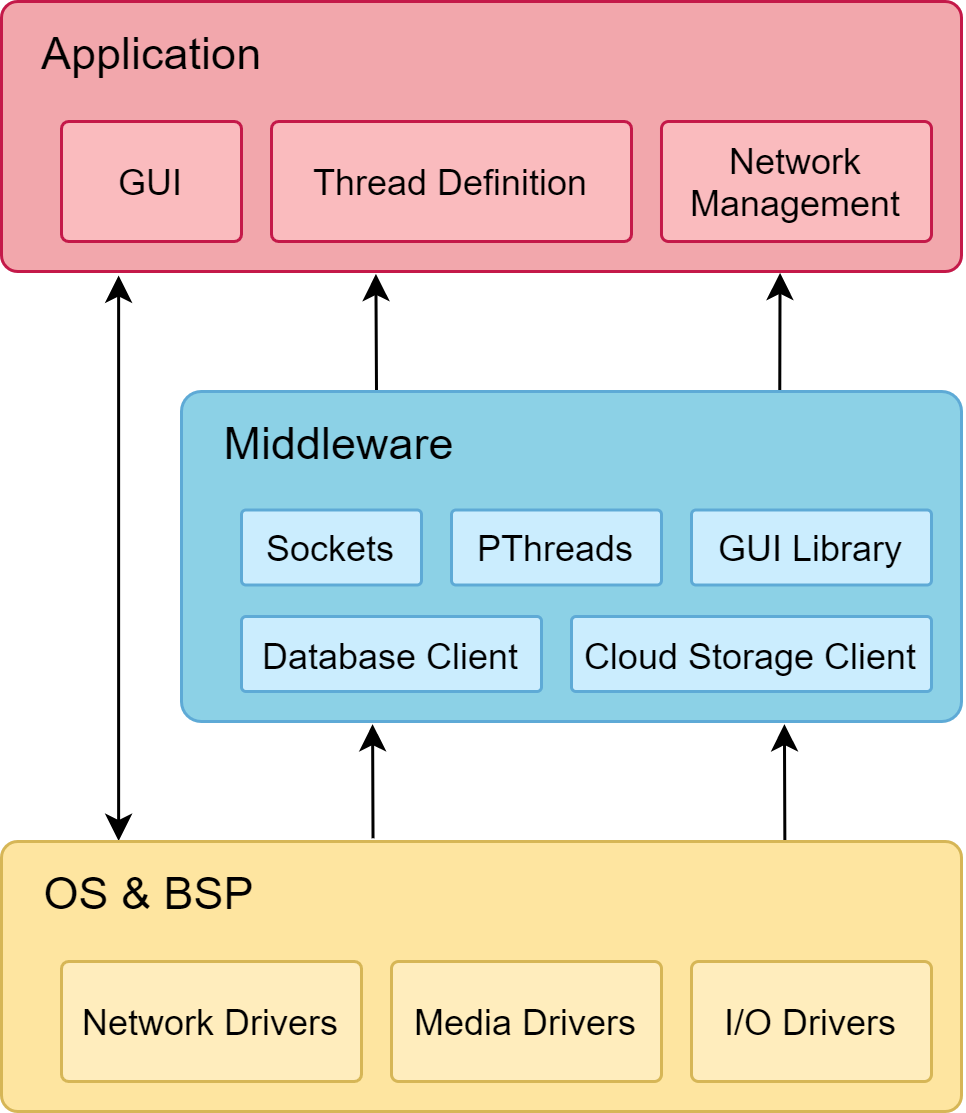 Application
GUI
Thread Definition
Network
Management
Middleware
Sockets
PThreads
GUI Library
Database Client
Cloud Storage Client
OS & BSP
Network Drivers
Media Drivers
I/O Drivers